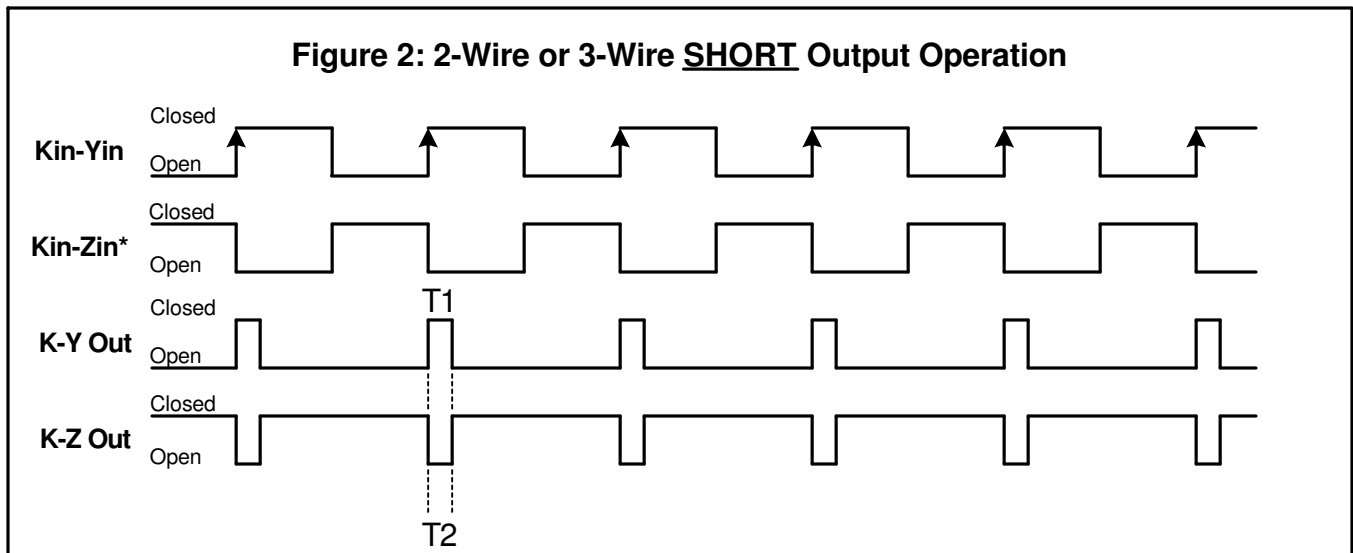 Figure 2: 2-Wire or 3-Wire SHORT Output Operation
Closed
Kin-Yin
Open
Closed
Kin-Zin*
Open
T1
Closed
K-Y Out
Open
Closed
K-Z Out
Open
T2